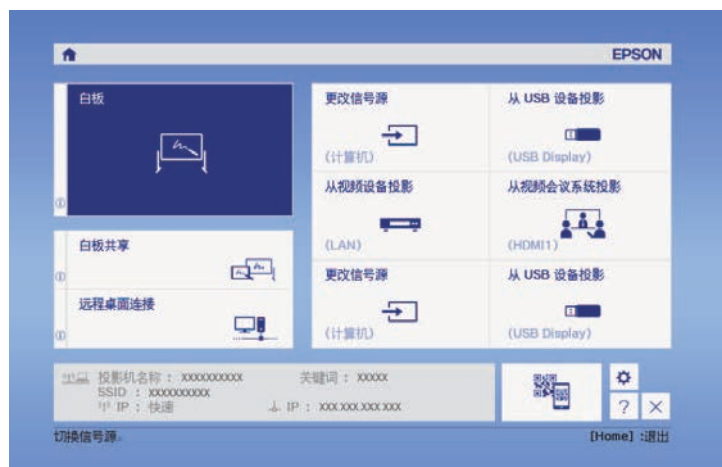 EPSON
白板
更改信号源
从 USB 设备投影
(计算机)
(USB Display)
从视频设备投影
从视频会议系统投影
(LAN)
(HDMI1)
白板共享
更改信号源
从 USB 设备投影
远程桌面连接
(计算机)
(USB Display)
投影机名称 : xxxxxxxxxx
关键词 : xxxxx
SSID : xxxxxxxxxx
IP : 快速
IP : xxx.xxx.xxx.xxx
?
切换信号源。
[Home] :退出